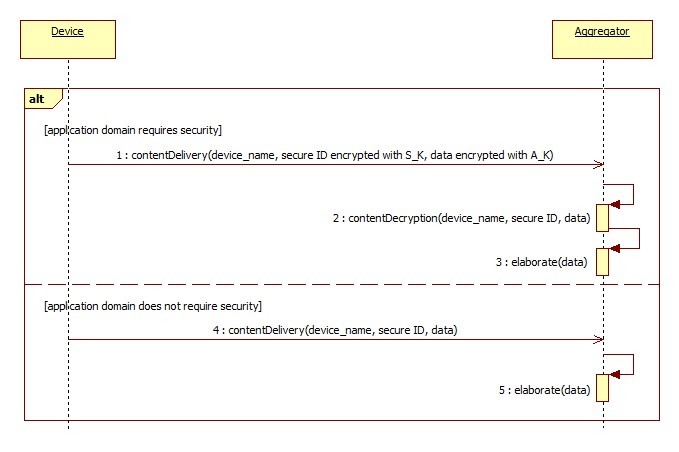 Device
Aggregator
alt
[application domain requires security]
1 : contentDelivery(device_name, secure ID encrypted with S_K, data encrypted with A_K)
2 : contentDecryption(device_name, secure ID, data)
3 : elaborate(data)
[application domain does not require security]
4 : contentDelivery(device_name, secure ID, data)
5 : elaborate(data)